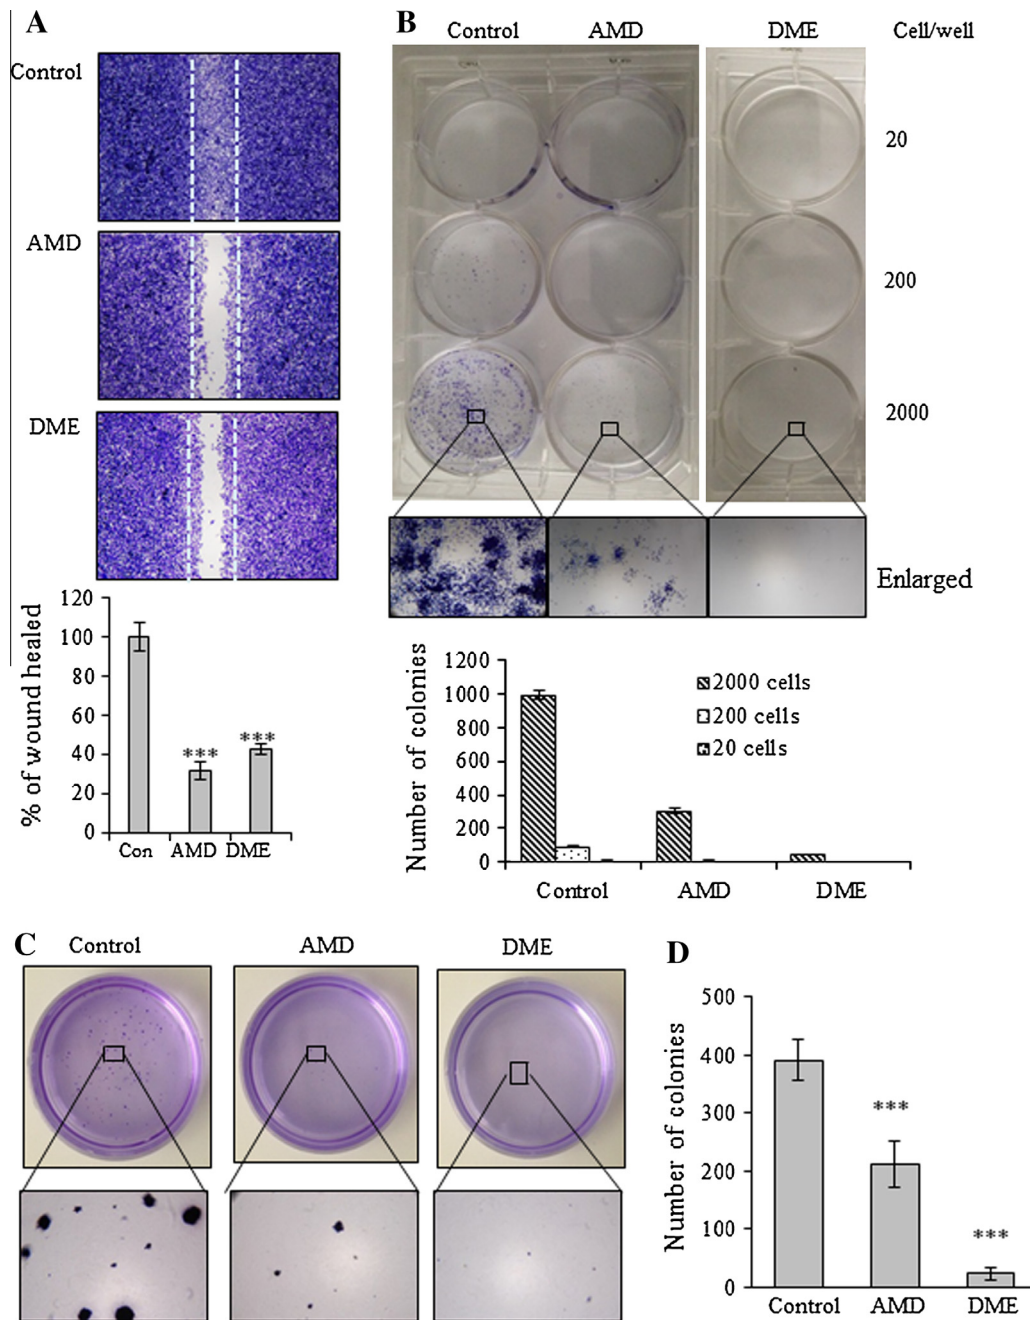 A
Control
AMD
DME
% of wound healed
120
100
80
60
40
20
0
Con AMD DME
*** ***
B
Control AMD DME Cell/well
20
200
2000
Enlarged
Number of colonies
1200
1000
800
600
400
200
0
2000 cells
200 cells
20 cells
Control AMD DME
C
Control AMD DME
D
Number of colonies
500
400
300
200
100
0
***
***
Control AMD DME